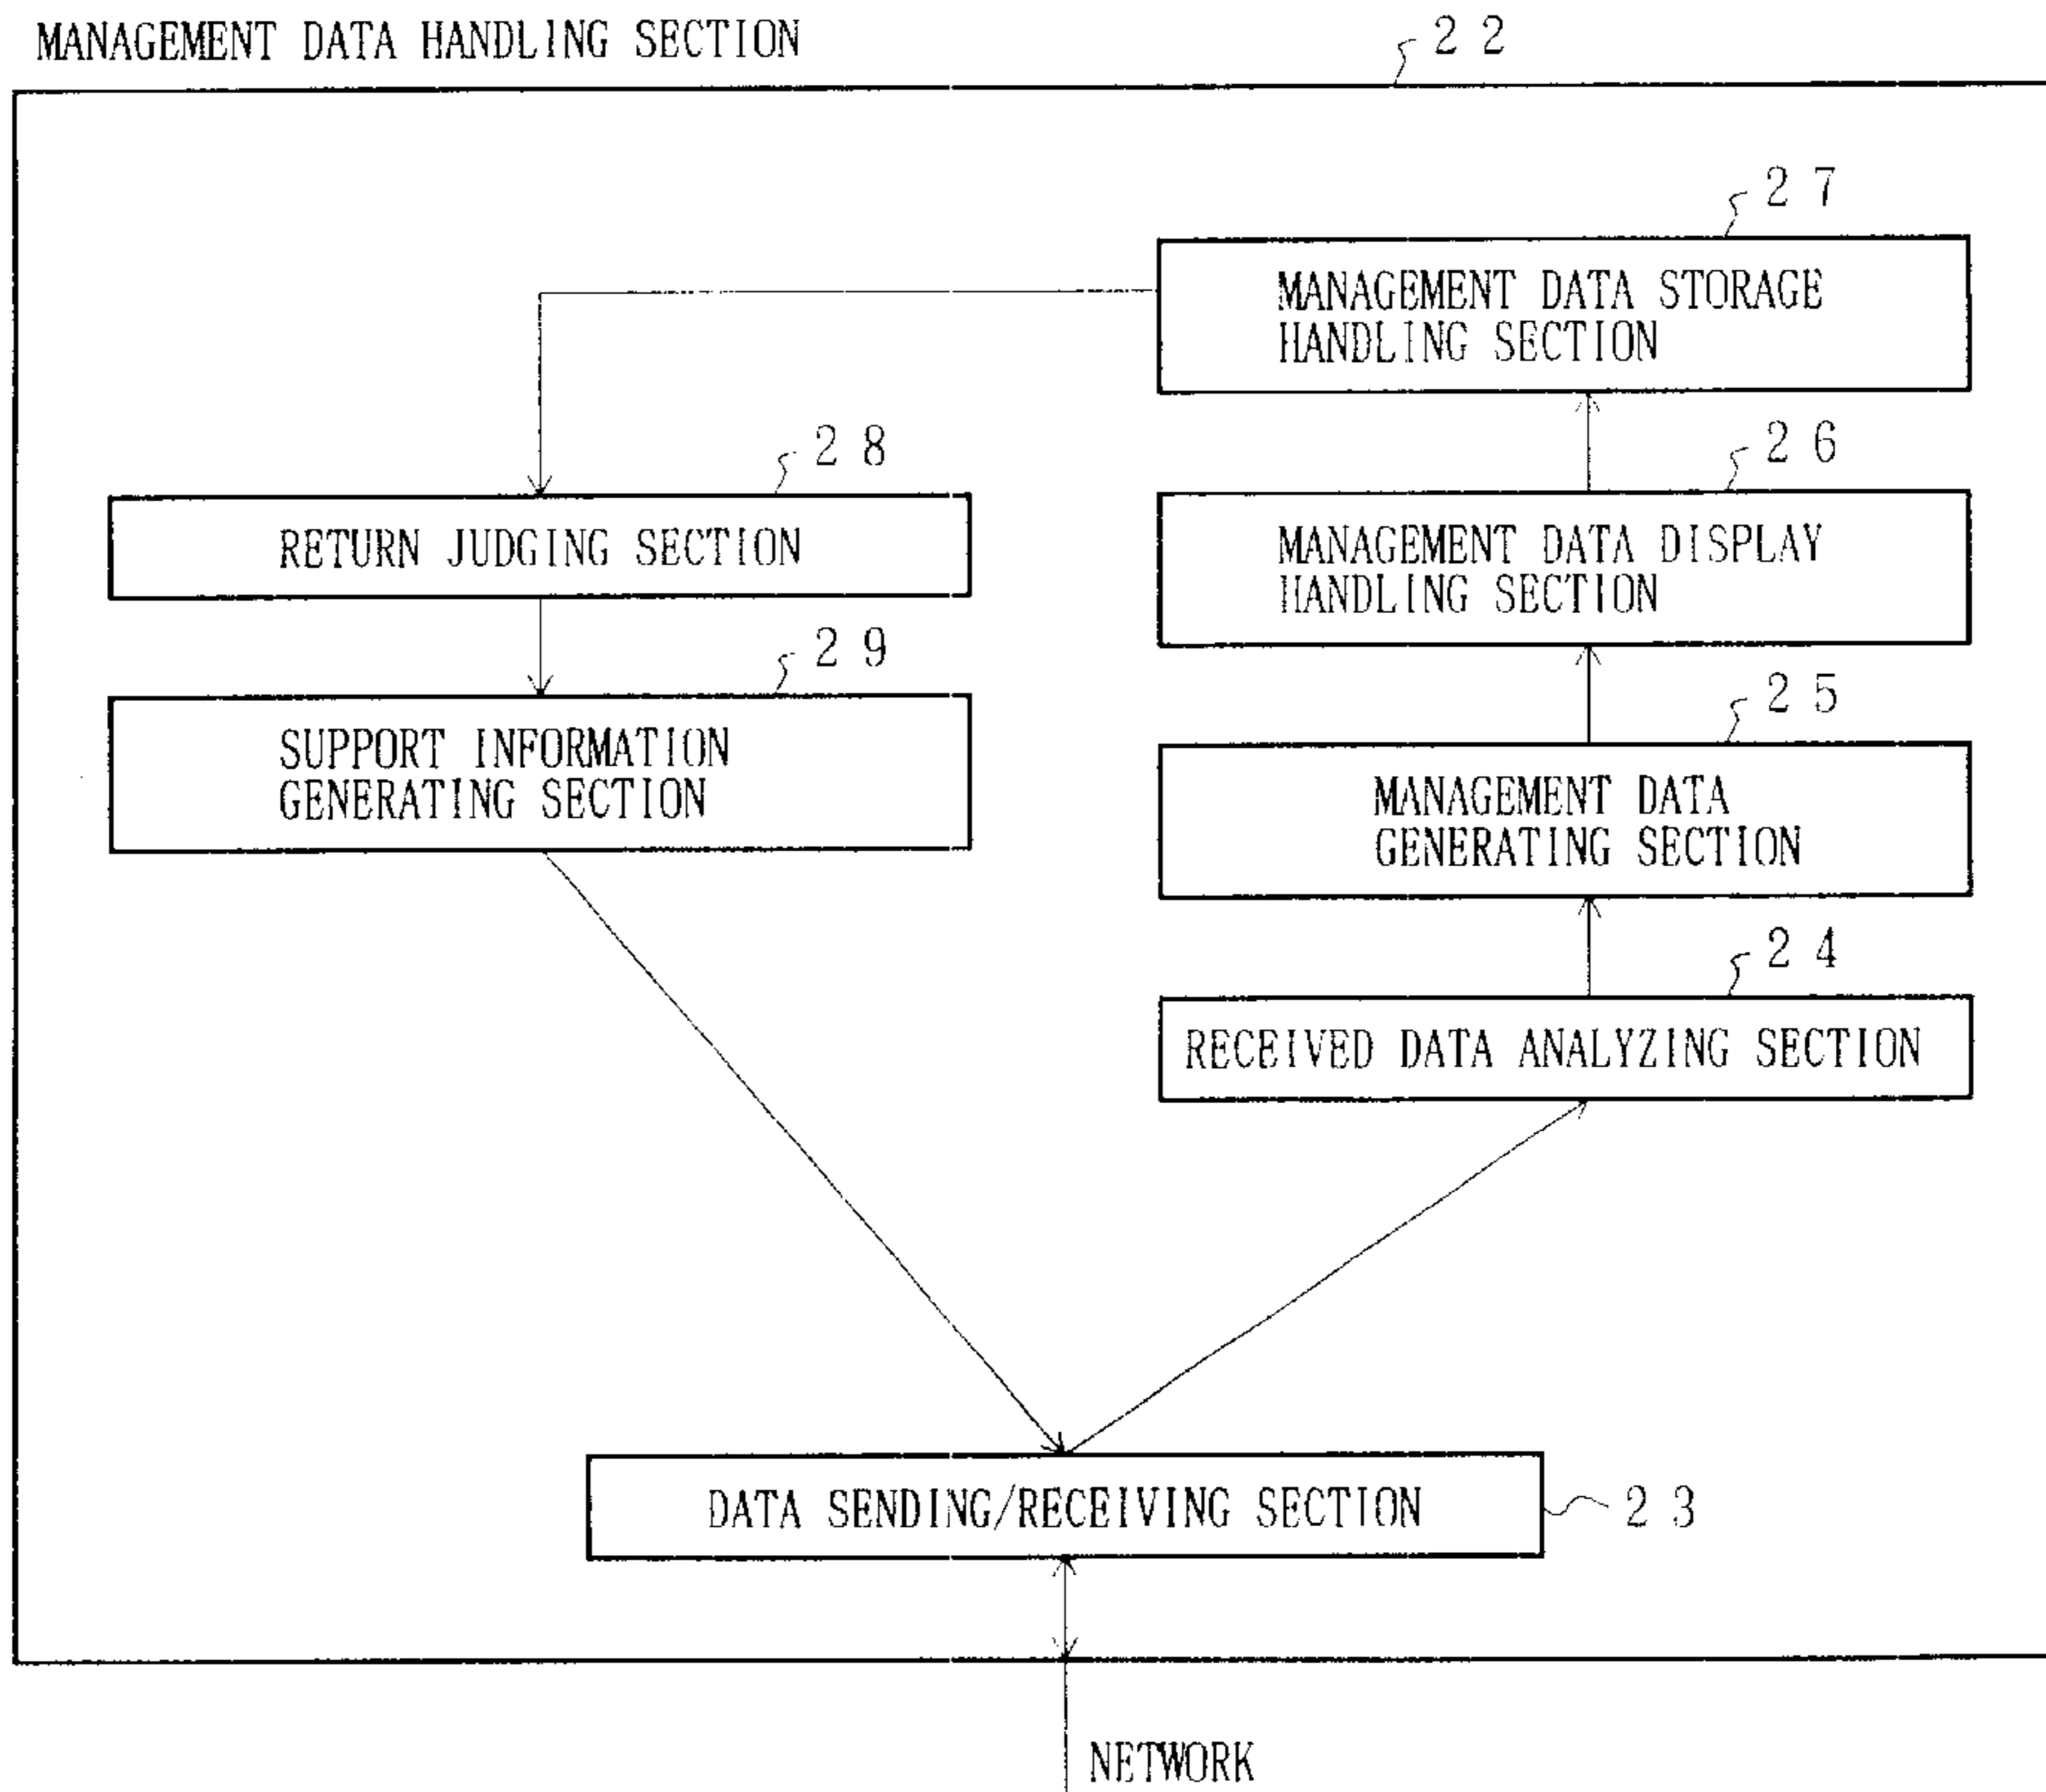 MANAGEMENT DATA HANDLING SECTION
22
27
MANAGEMENT DATA STORAGE
HANDLING SECTION
28
RETURN JUDGING SECTION
26
MANAGEMENT DATA DISPLAY
HANDLING SECTION
29
SUPPORT INFORMATION
GENERATING SECTION
25
MANAGEMENT DATA
GENERATING SECTION
24
RECEIVED DATA ANALYZING SECTION
DATA SENDING/RECEIVING SECTION
23
NETWORK